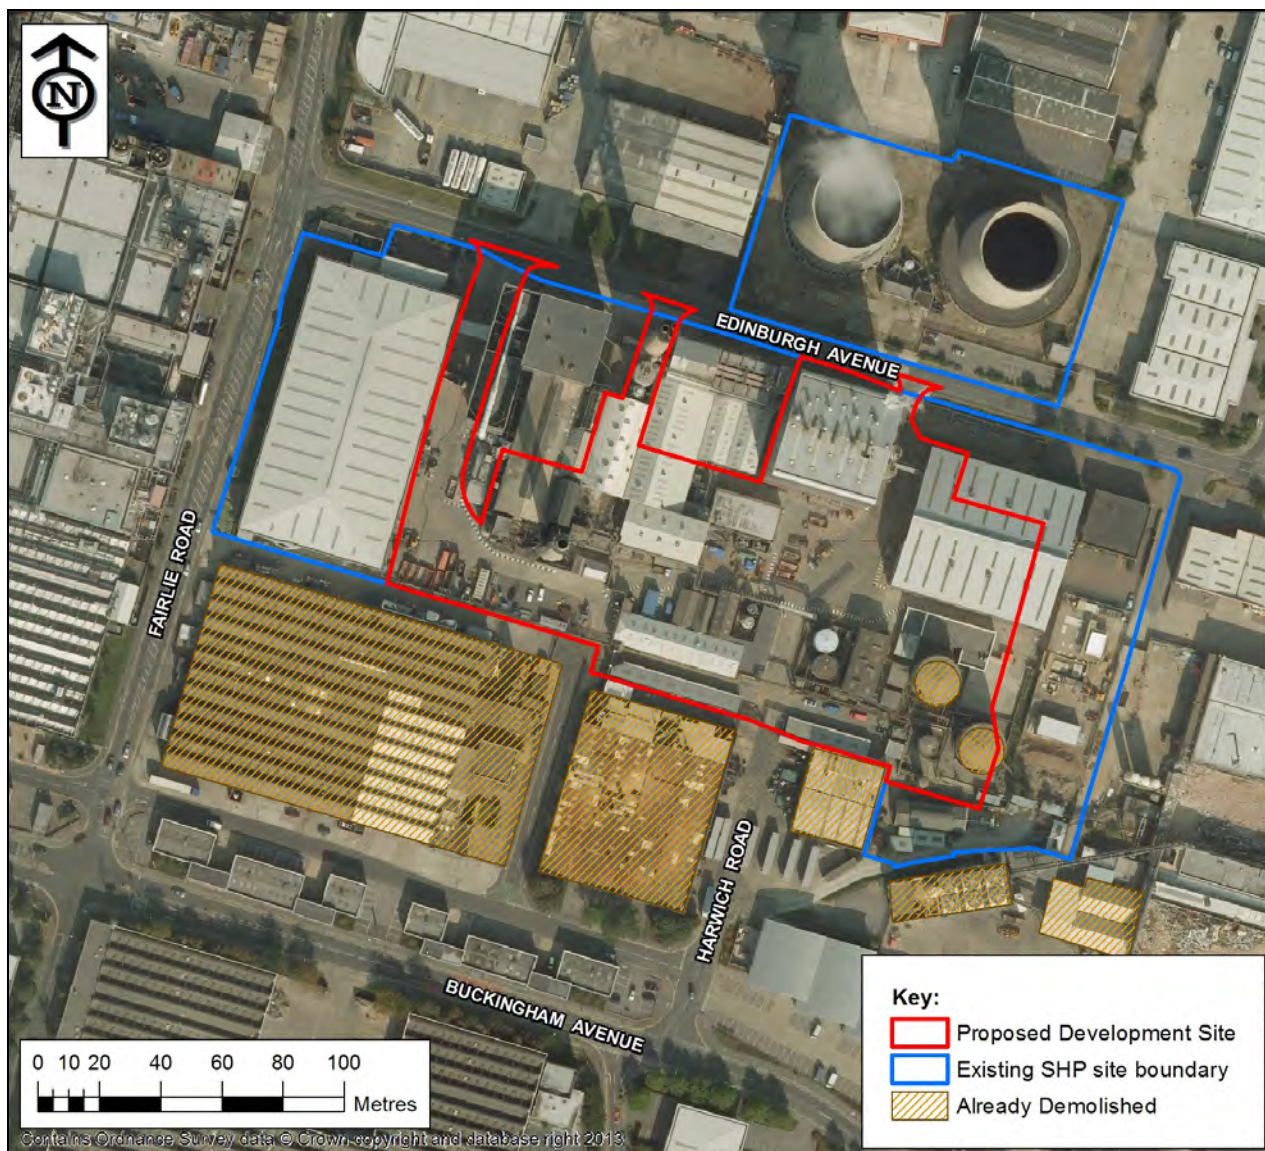 N
EDINBURGH AVENUE
FAIRLIE ROAD
HARWICH ROAD
BUCKINGHAM AVENUE
Key:
Proposed Development Site
Existing SHP site boundary
Already Demolished
0 10 20 40 60 80 100
Metres
Contains Ordnance Survey data © Crown copyright and database right 2013